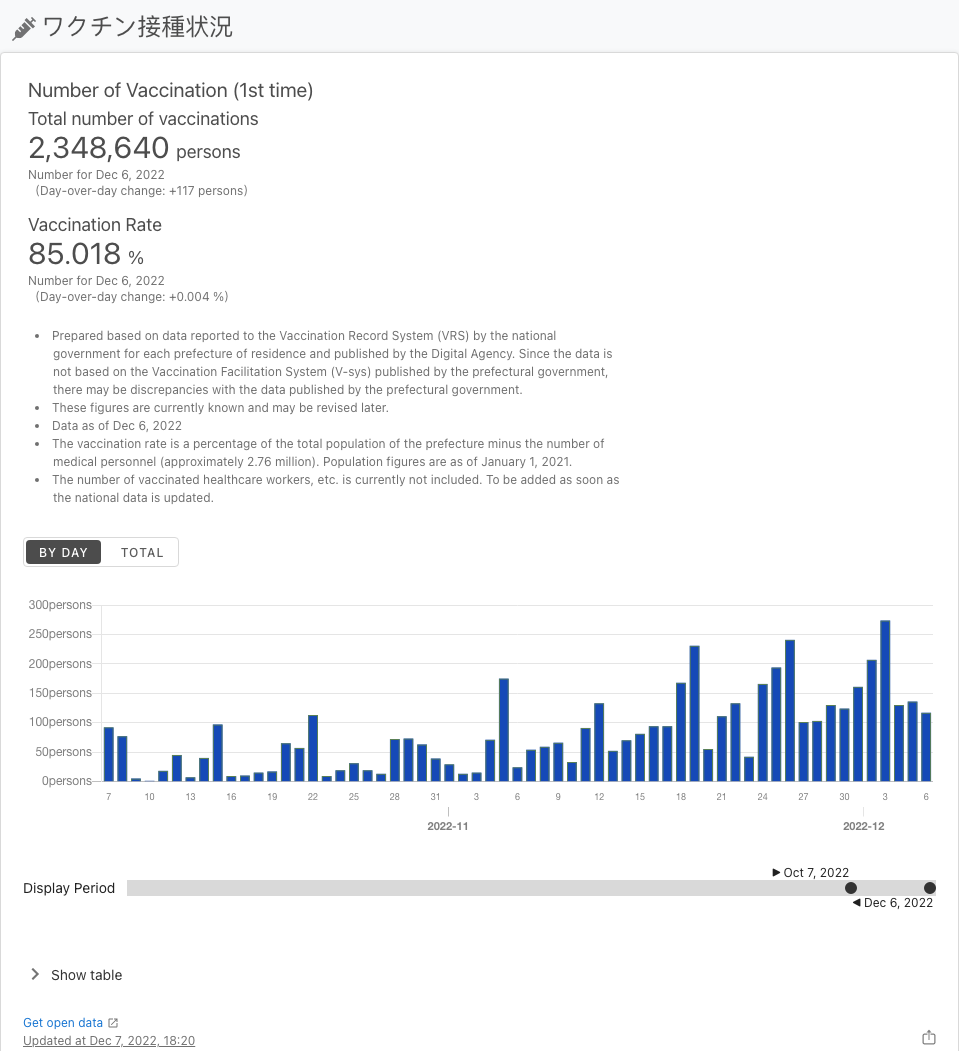 ワクチン接種状況
Number of Vaccination (1st time)
Total number of vaccinations
2,348,640 persons
Number for Dec 6, 2022
(Day-over-day change: +117 persons)
Vaccination Rate
85.018 %
Number for Dec 6, 2022
(Day-over-day change: +0.004 %)
• Prepared based on data reported to the Vaccination Record System (VRS) by the national
government for each prefecture of residence and published by the Digital Agency. Since the data is
not based on the Vaccination Facilitation System (V-sys) published by the prefectural government,
there may be discrepancies with the data published by the prefectural government.
• These figures are currently known and may be revised later.
• Data as of Dec 6, 2022
• The vaccination rate is a percentage of the total population of the prefecture minus the number of
medical personnel (approximately 2.76 million). Population figures are as of January 1, 2021.
• The number of vaccinated healthcare workers, etc. is currently not included. To be added as soon as
the national data is updated.
BY DAY TOTAL
300persons
250persons
200persons
150persons
100persons
50persons
0persons
7 10 13 16 19 22 25 28 31 3 6 9 12 15 18 21 24 27 30 3 6
2022-11 2022-12
Oct 7, 2022
Display Period
Dec 6, 2022
Show table
Get open data
Updated at Dec 7, 2022, 18:20